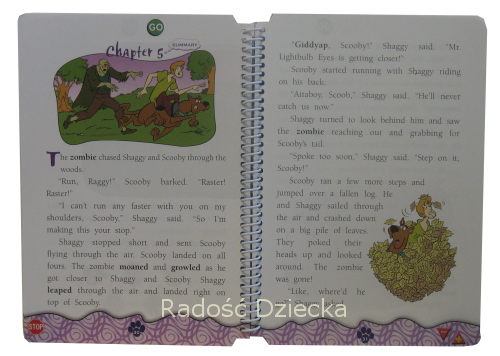 GO
Chapter 5
SUMMARY
The zombie chased Shaggy and Scooby through the
woods.
"Run, Raggy!" Scooby barked. "Raster!
Raster!"
"I can't run any faster with you on my
shoulders, Scooby," Shaggy said. "So I'm
making this your stop."
Shaggy stopped short and sent Scooby
flying through the air. Scooby landed on all
fours. The zombie moaned and growled as he
got closer to Shaggy and Scooby. Shaggy
leaped through the air and landed right on
top of Scooby.
STOP
"Giddyap, Scooby!" Shaggy said. "Mr.
Lightbulb Eyes is getting closer!"
Scooby started running with Shaggy riding
on his back.
"Attaboy, Scoob," Shaggy said. "He'll never
catch us now."
Shaggy turned to look behind him and saw
the zombie reaching out and grabbing for
Scooby's tail.
"Spoke too soon," Shaggy said. "Step on it,
Scooby!"
Scooby ran a few more steps and
jumped over a fallen log. He
and Shaggy sailed through
the air and crashed down
on a big pile of leaves.
They poked their
heads up and looked
around. The zombie
was gone!
"Like, where'd he
Shaggy asked.
Radość Dziecka